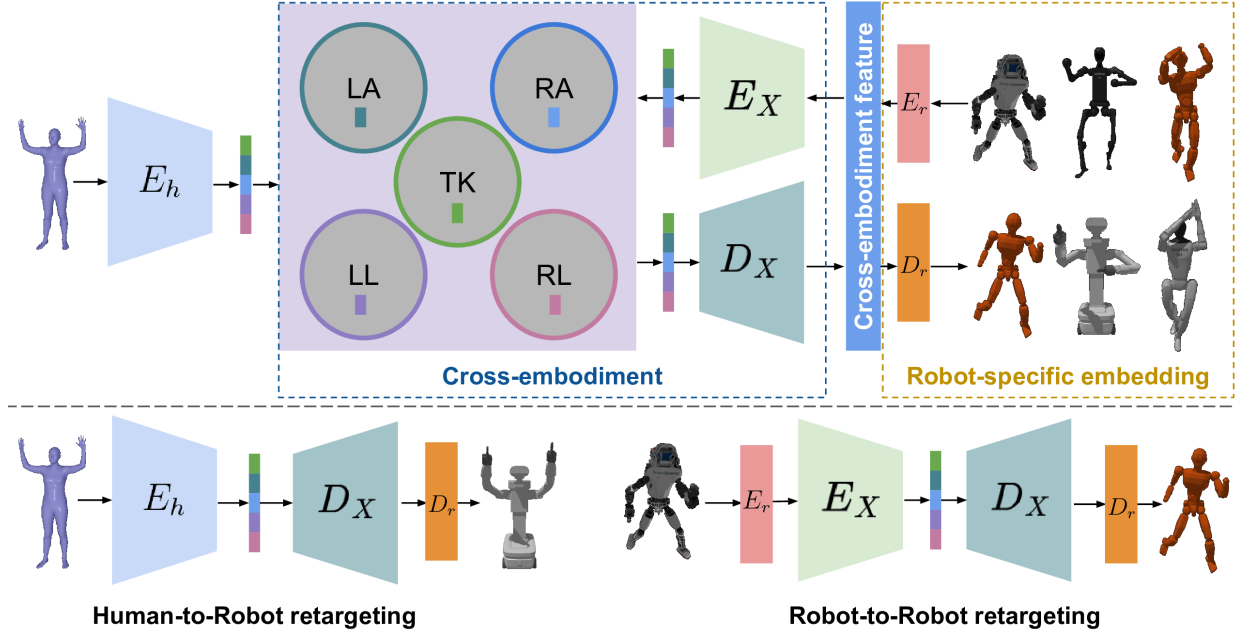 LA
RA
TK
LL
RL
E_h
E_X
D_X
Cross-embodiment feature
E_r
D_r
Cross-embodiment
Robot-specific embedding
E_h
D_X
D_r
E_r
E_X
D_X
D_r
Human-to-Robot retargeting
Robot-to-Robot retargeting